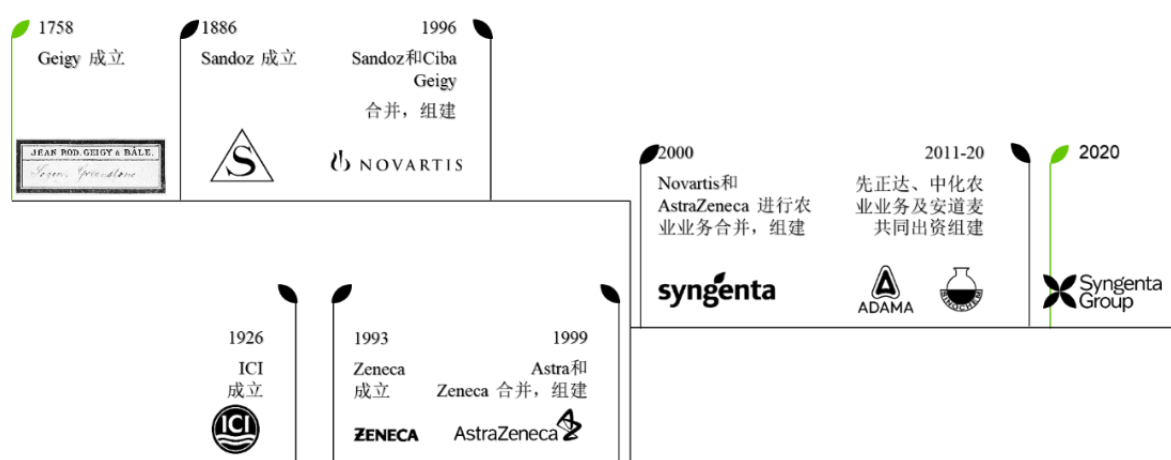 1758
Geigy 成立
JEAN ROD. GEIGY à BÂLE.
1886
Sandoz 成立
S
1996
Sandoz和Ciba
Geigy
合并，组建
NOVARTIS
2000
Novartis和
AstraZeneca 进行农
业业务合并，组建
syngenta
2011-20
先正达、中化农
业业务及安道麦
共同出资组建
ADAMA
SINOCHEM
2020
Syngenta
Group
1926
ICI
成立
ICI
1993
Zeneca
成立
ZENECA
1999
Astra和
Zeneca 合并，组建
AstraZeneca